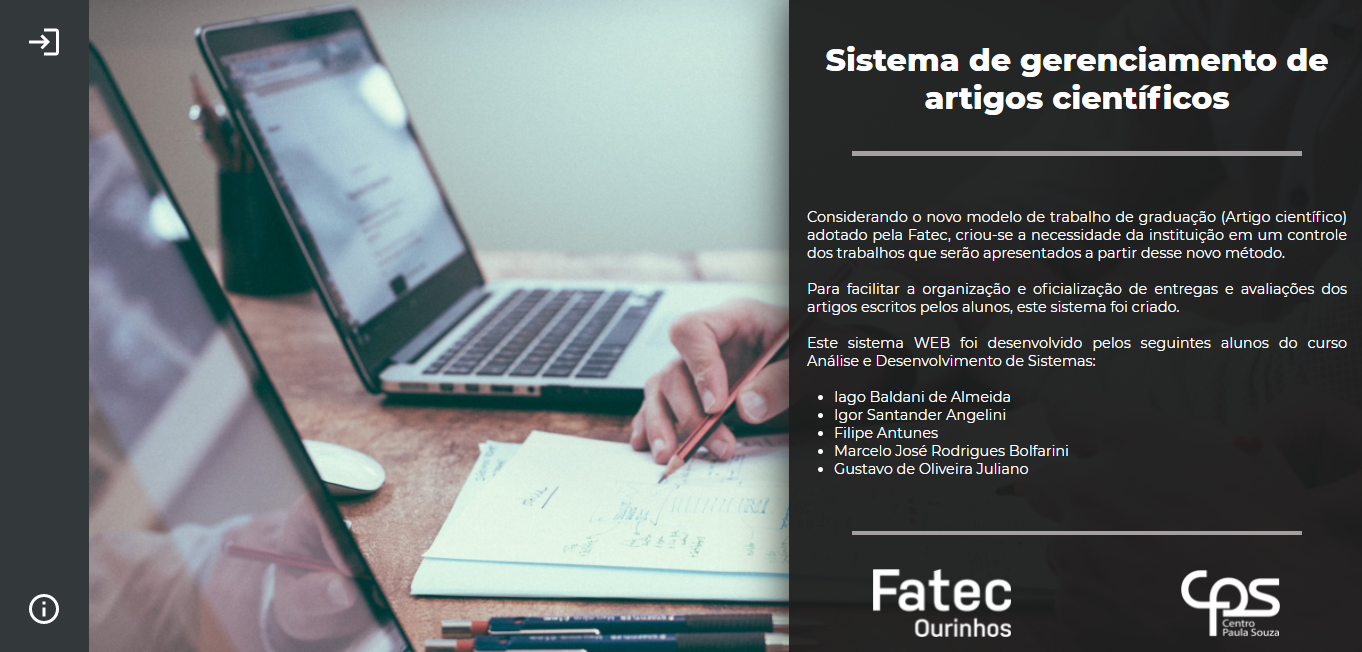 Sistema de gerenciamento de
artigos científicos
Considerando o novo modelo de trabalho de graduação (Artigo científico)
adotado pela Fatec, criou-se a necessidade da instituição em um controle
dos trabalhos que serão apresentados a partir desse novo método.
Para facilitar a organização e oficialização de entregas e avaliações dos
artigos escritos pelos alunos, este sistema foi criado.
Este sistema WEB foi desenvolvido pelos seguintes alunos do curso
Análise e Desenvolvimento de Sistemas:
• Iago Baldani de Almeida
• Igor Santander Angelini
• Filipe Antunes
• Marcelo José Rodrigues Bolfarini
• Gustavo de Oliveira Juliano
Fatec
Ourinhos
CPS
Centro
Paula Souza